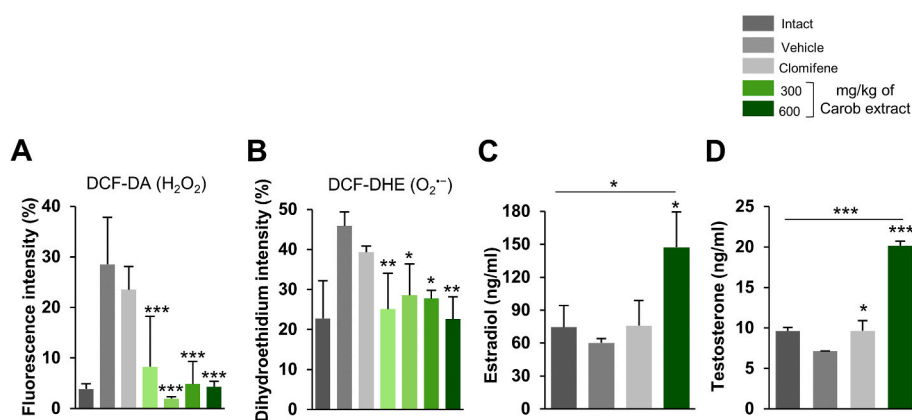 Intact
Vehicle
Clomifene
300
600
mg/kg of
Carob extract
A
DCF-DA (H₂O₂)
Fluorescence intensity (%)
40
30
20
10
0
***
***
***
***
B
DCF-DHE (O₂•−)
Dihydroethidium intensity (%)
50
40
30
20
10
0
**
*
*
**
C
Estradiol (ng/ml)
180
150
120
90
60
30
0
*
*
D
Testosterone (ng/ml)
25
20
15
10
5
0
***
*
***